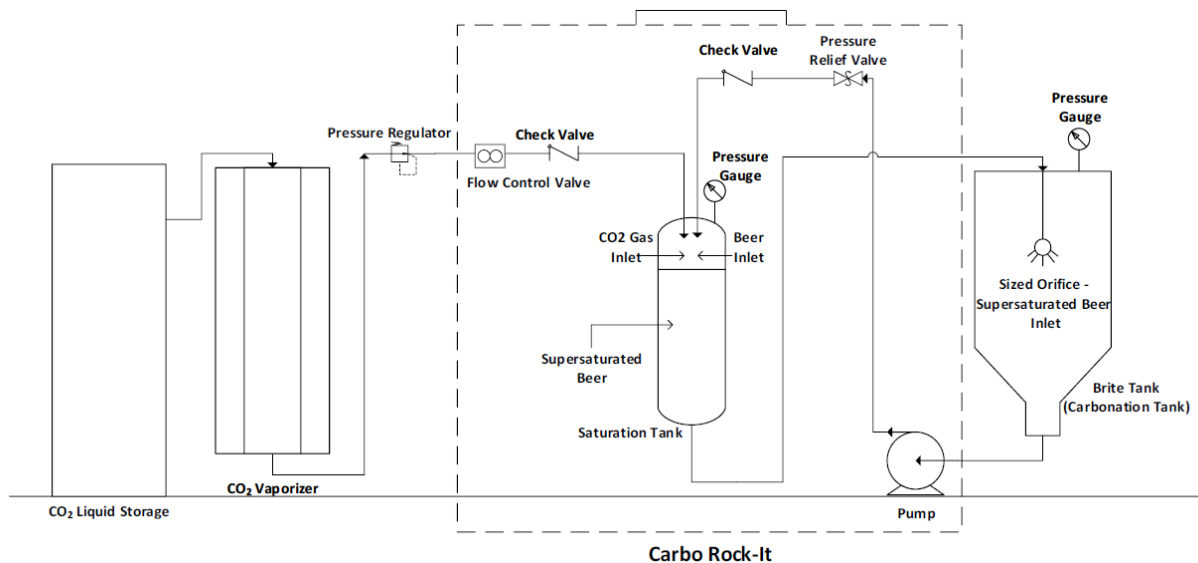 Check Valve
Pressure
Relief Valve
Pressure
Gauge
Pressure Regulator
Check Valve
Flow Control Valve
Pressure
Gauge
CO2 Gas
Inlet
Beer
Inlet
Sized Orifice -
Supersaturated Beer
Inlet
Supersaturated
Beer
Brite Tank
(Carbonation Tank)
Saturation Tank
CO₂ Vaporizer
CO₂ Liquid Storage
Pump
Carbo Rock-It